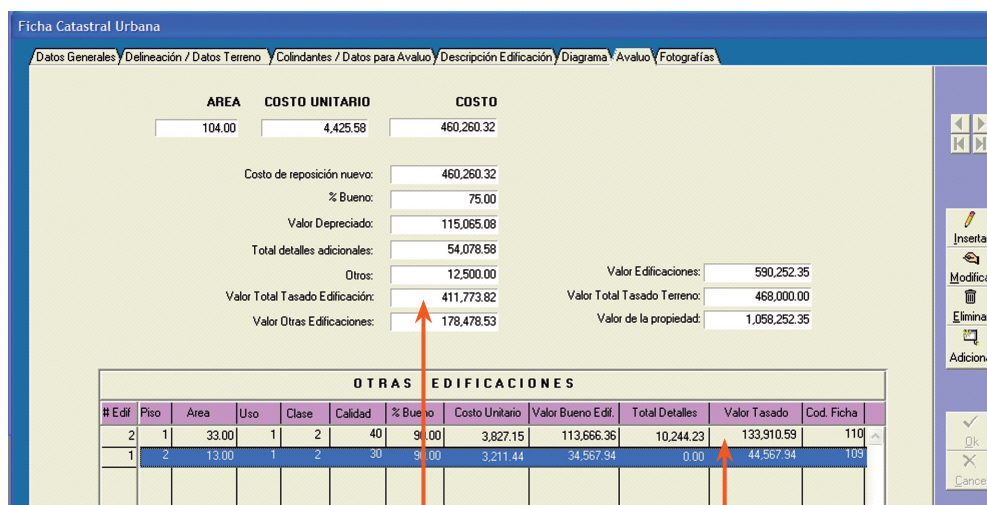 Ficha Catastral Urbana
Datos Generales Delineación / Datos Terreno Colindantes / Datos para Avaluo Descripción Edificación Diagrama Avaluo Fotografías
AREA COSTO UNITARIO COSTO
104.00 4,425.58 460,260.32
Costo de reposición nuevo: 460,260.32
% Bueno: 75.00
Valor Depreciado: 115,065.08
Total detalles adicionales: 54,078.58
Otros: 12,500.00
Valor Total Tasado Edificación: 411,773.82
Valor Otras Edificaciones: 178,478.53
Valor Edificaciones: 590,252.35
Valor Total Tasado Terreno: 468,000.00
Valor de la propiedad: 1,058,252.35
Inserta
Modifica
Elimina
Adiciona
OTRAS EDIFICACIONES
# Edif Piso Area Uso Clase Calidad % Bueno Costo Unitario Valor Bueno Edif. Total Detalles Valor Tasado Cod. Ficha
2 1 33.00 1 2 40 90.00 3,827.15 113,666.36 10,244.23 133,910.59 110
1 2 13.00 1 2 30 90.00 3,211.44 34,567.94 0.00 44,567.94 109
Ok
Cance